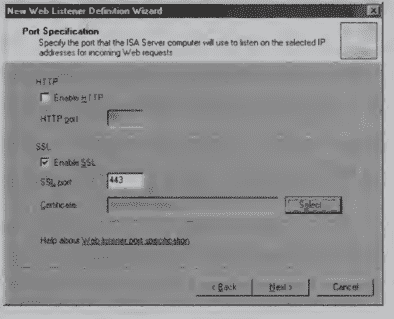 New Web Listener Definition Wizard
Port Specification
Specify the port that the ISA Server computer will use to listen on the selected IP
addresses for incoming Web requests
HTTP
Enable HTTP
HTTP port
SSL
Enable SSL
SSL port
443
Certificate
Select
Help about Web listener port specification
< Back
Next >
Cancel